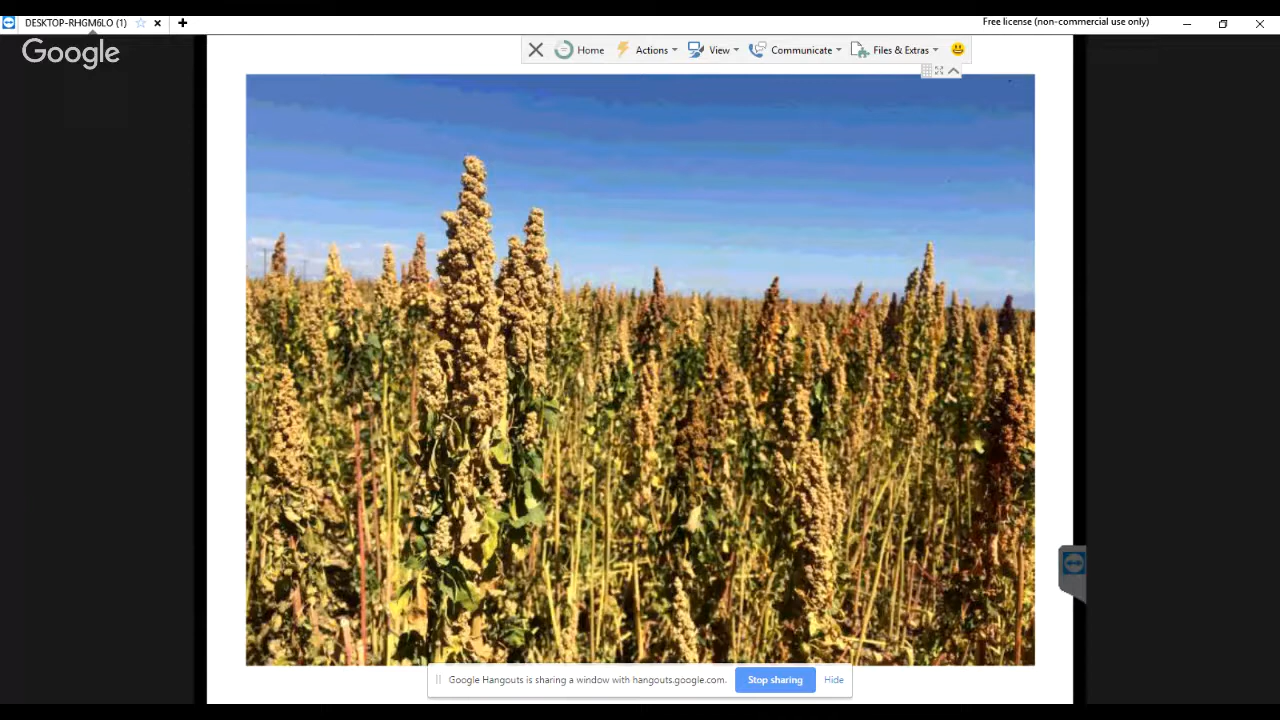 DESKTOP-RHGM6LO (1)
Free license (non-commercial use only)
Google
Home
Actions
View
Communicate
Files & Extras
Google Hangouts is sharing a window with hangouts.google.com.
Stop sharing
Hide